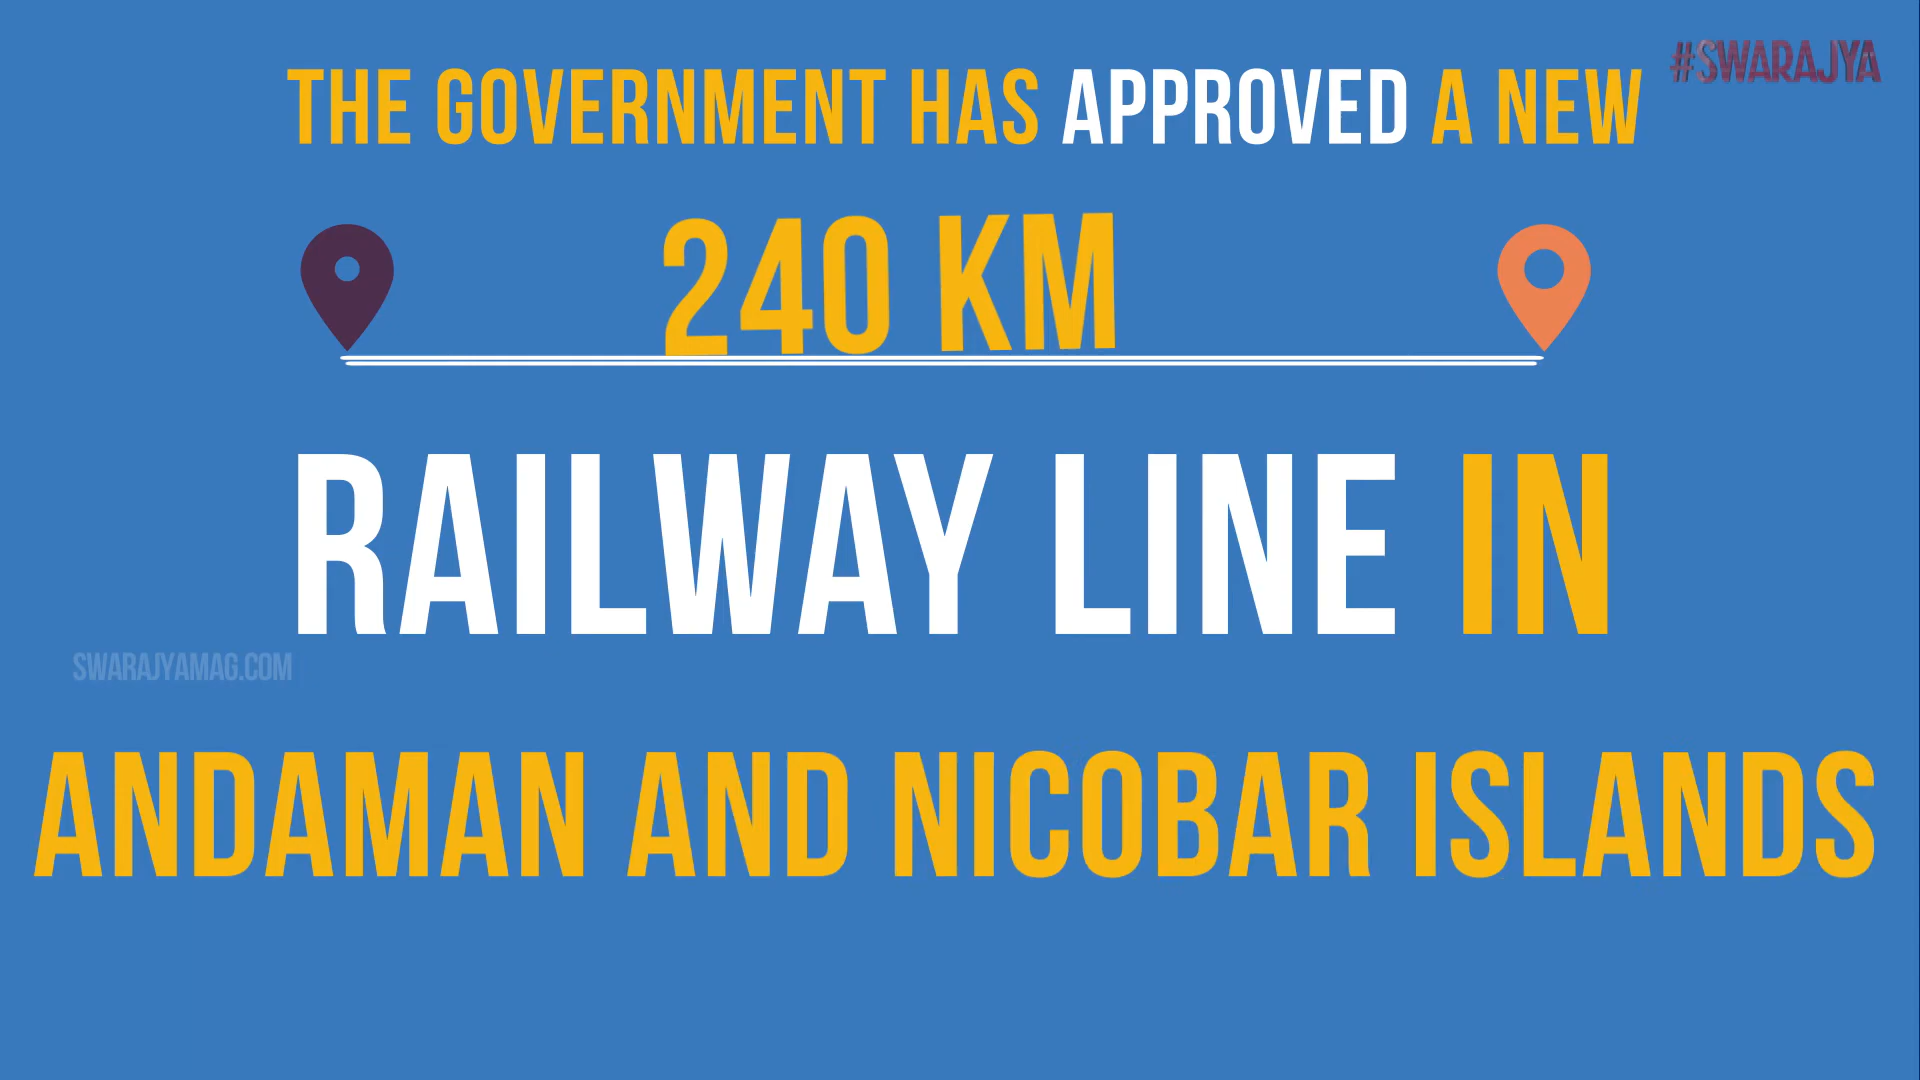 #SWARAJYA
THE GOVERNMENT HAS APPROVED A NEW
240 KM
RAILWAY LINE IN
SWARAJYAMAG.COM
ANDAMAN AND NICOBAR ISLANDS